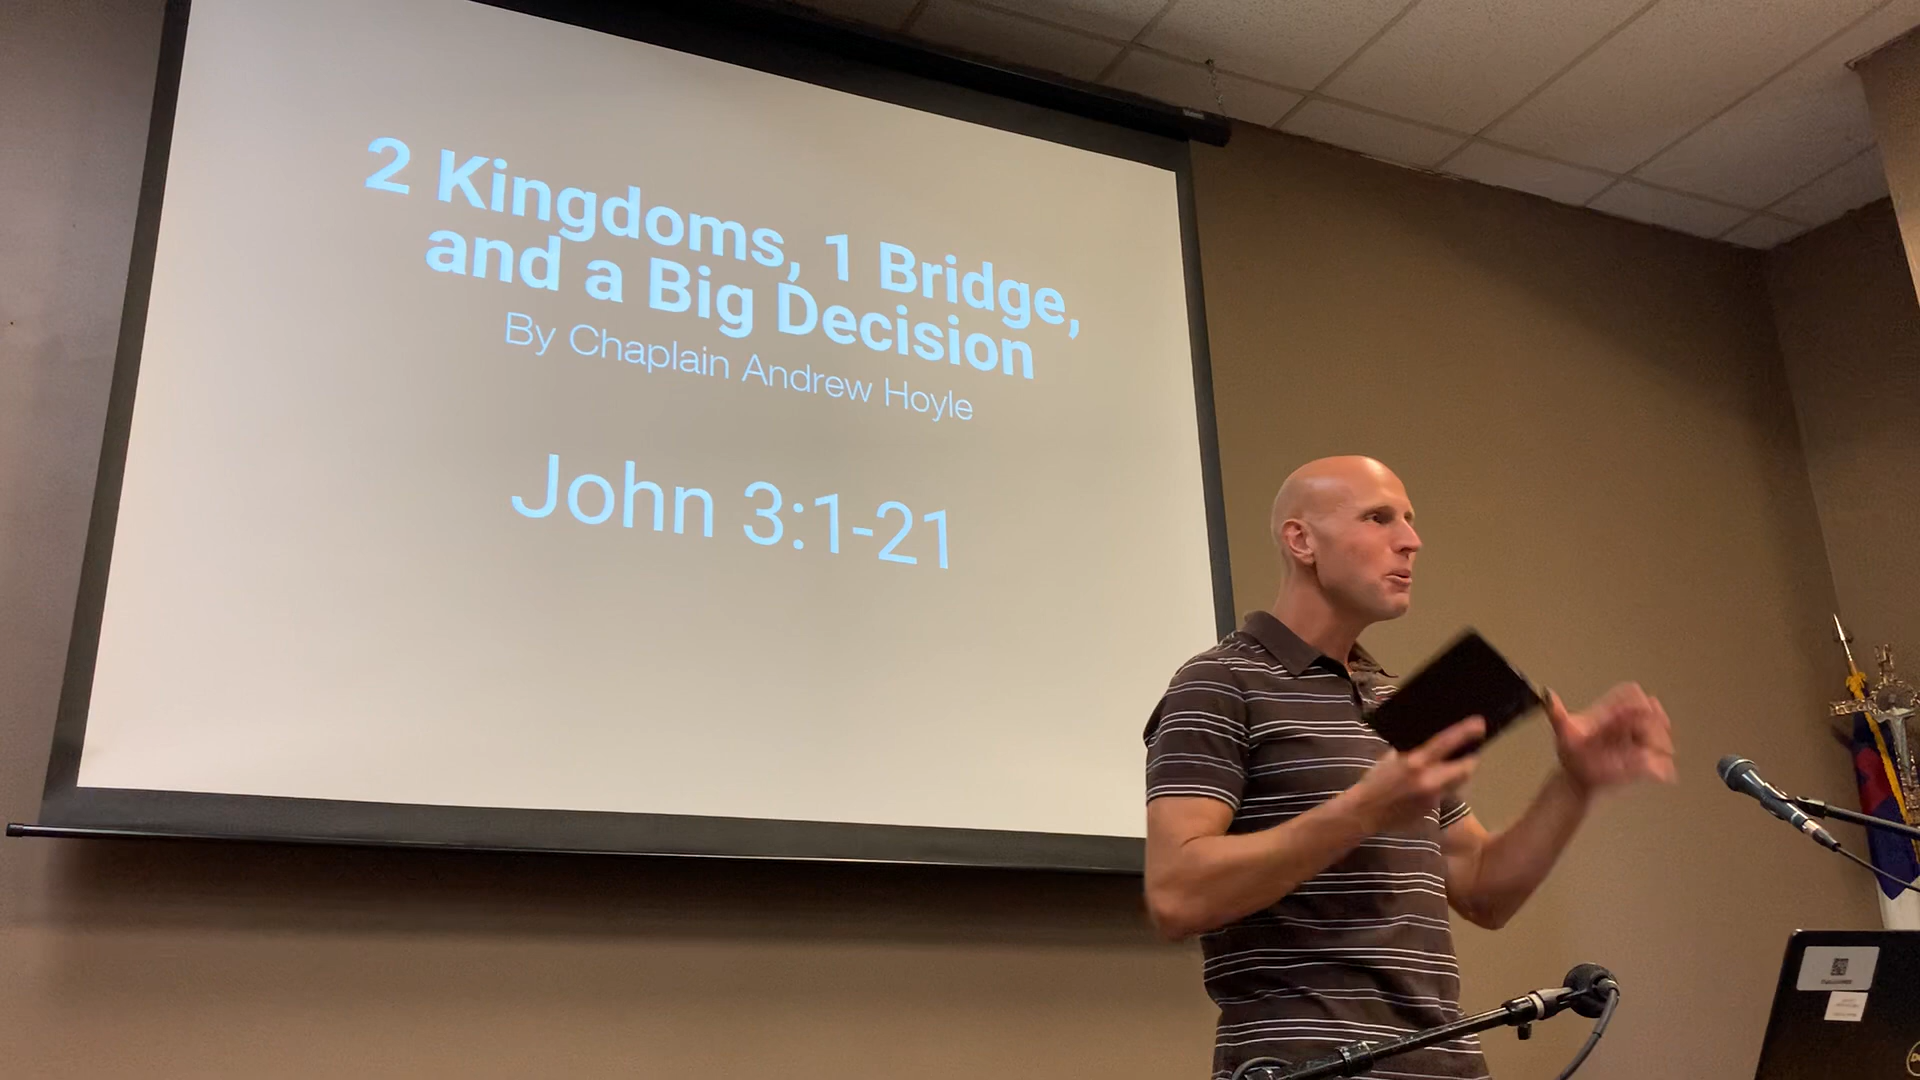 2 Kingdoms, 1 Bridge,
and a Big Decision
By Chaplain Andrew Hoyle
John 3:1-21